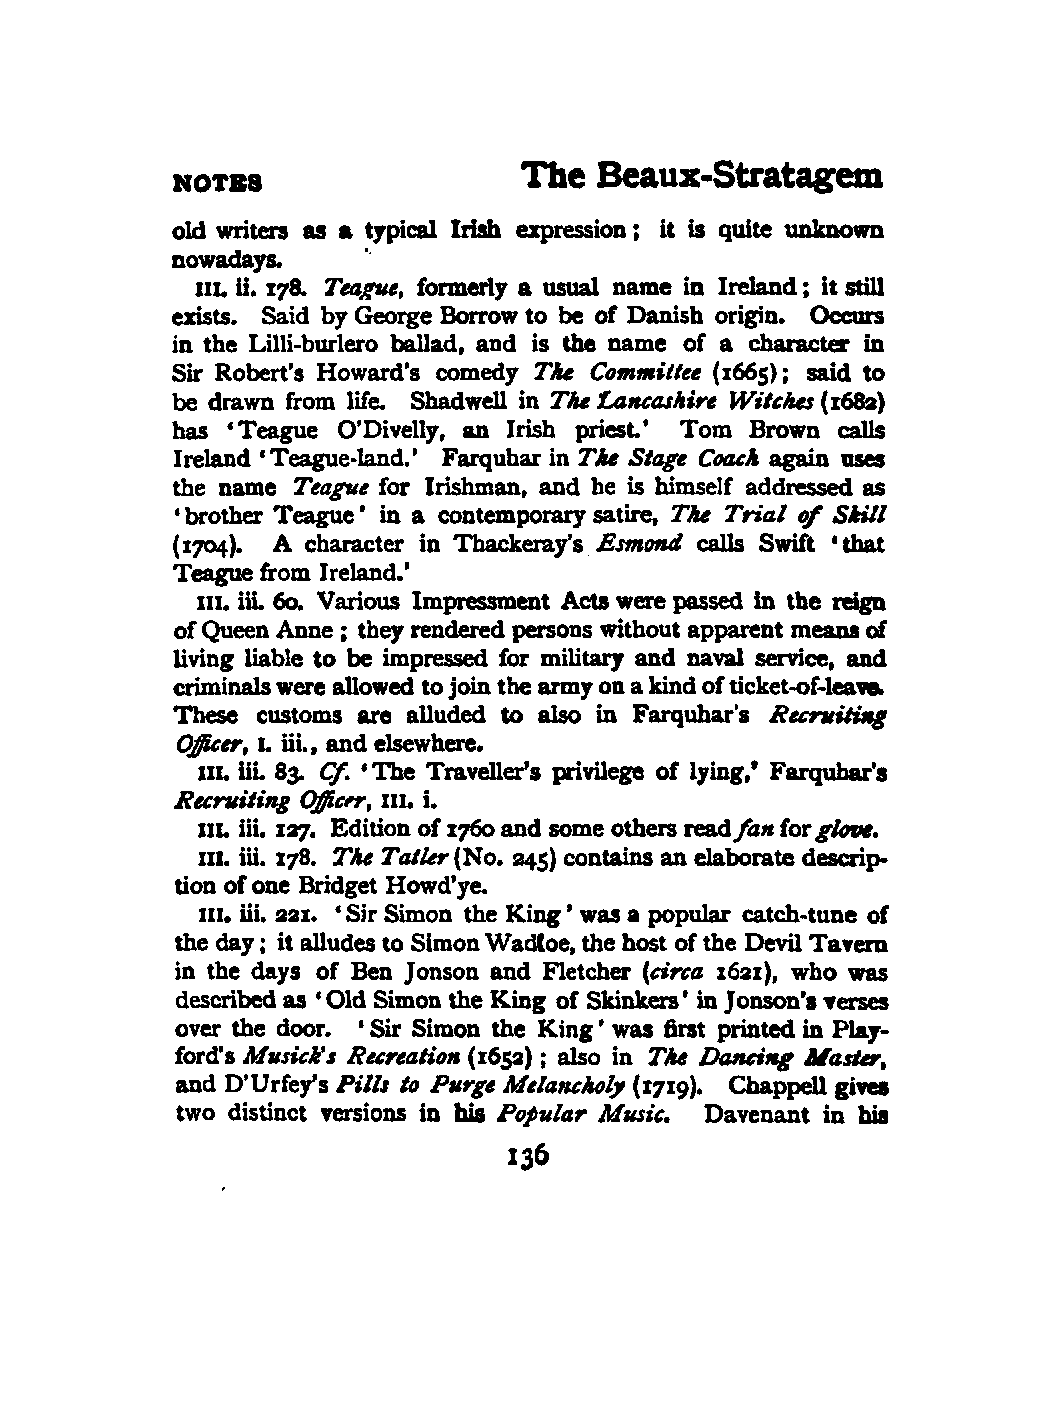 NOTES The Beaux-Stratagem
old writers as a typical Irish expression; it is quite unknown
nowadays.
III. ii. 178. Teague, formerly a usual name in Ireland; it still
exists. Said by George Borrow to be of Danish origin. Occurs
in the Lilli-burlero ballad, and is the name of a character in
Sir Robert's Howard's comedy The Committee (1665); said to
be drawn from life. Shadwell in The Lancashire Witches (1682)
has 'Teague O'Divelly, an Irish priest.' Tom Brown calls
Ireland 'Teague-land.' Farquhar in The Stage Coach again uses
the name Teague for Irishman, and he is himself addressed as
'brother Teague' in a contemporary satire, The Trial of Skill
(1704). A character in Thackeray's Esmond calls Swift 'that
Teague from Ireland.'
III. iii. 60. Various Impressment Acts were passed in the reign
of Queen Anne; they rendered persons without apparent means of
living liable to be impressed for military and naval service, and
criminals were allowed to join the army on a kind of ticket-of-leave.
These customs are alluded to also in Farquhar's Recruiting
Officer, I. iii., and elsewhere.
III. iii. 83. Cf. 'The Traveller's privilege of lying,' Farquhar's
Recruiting Officer, III. i.
III. iii. 127. Edition of 1760 and some others read fan for glove.
III. iii. 178. The Tatler (No. 245) contains an elaborate descrip-
tion of one Bridget Howd'ye.
III. iii. 221. 'Sir Simon the King' was a popular catch-tune of
the day; it alludes to Simon Wadloe, the host of the Devil Tavern
in the days of Ben Jonson and Fletcher (circa 1621), who was
described as 'Old Simon the King of Skinkers' in Jonson's verses
over the door. 'Sir Simon the King' was first printed in Play-
ford's Musick's Recreation (1652); also in The Dancing Master,
and D'Urfey's Pills to Purge Melancholy (1719). Chappell gives
two distinct versions in his Popular Music. Davenant in his
136